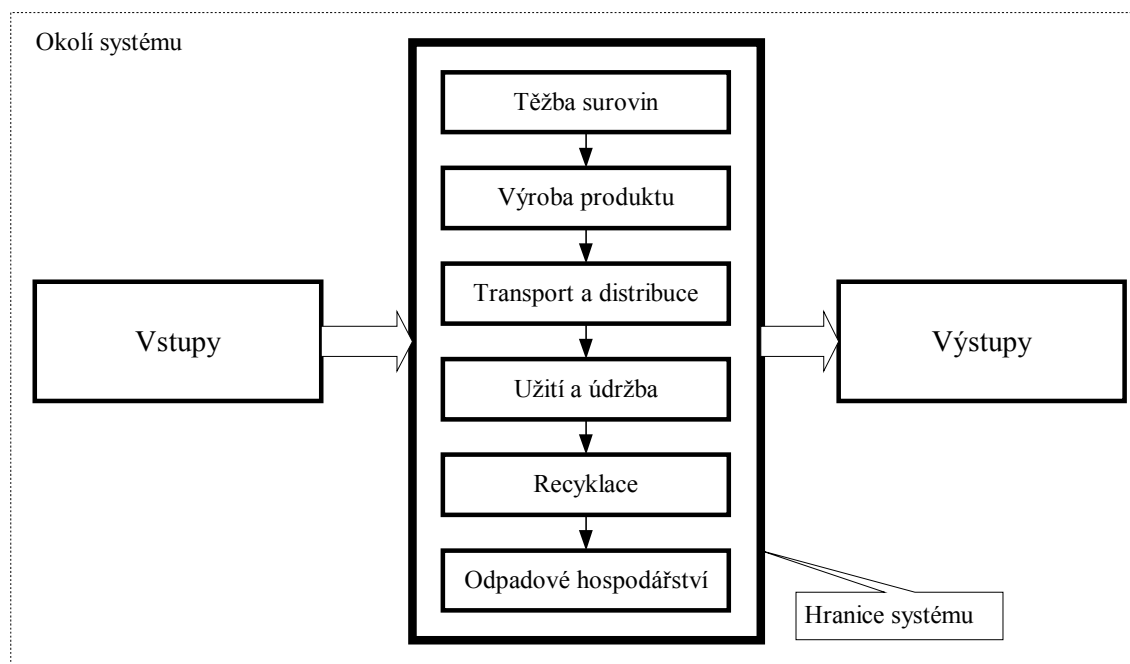 Okolí systému
Těžba surovin
Výroba produktu
Transport a distribuce
Vstupy
Výstupy
Užití a údržba
Recyklace
Odpadové hospodářství
Hranice systému